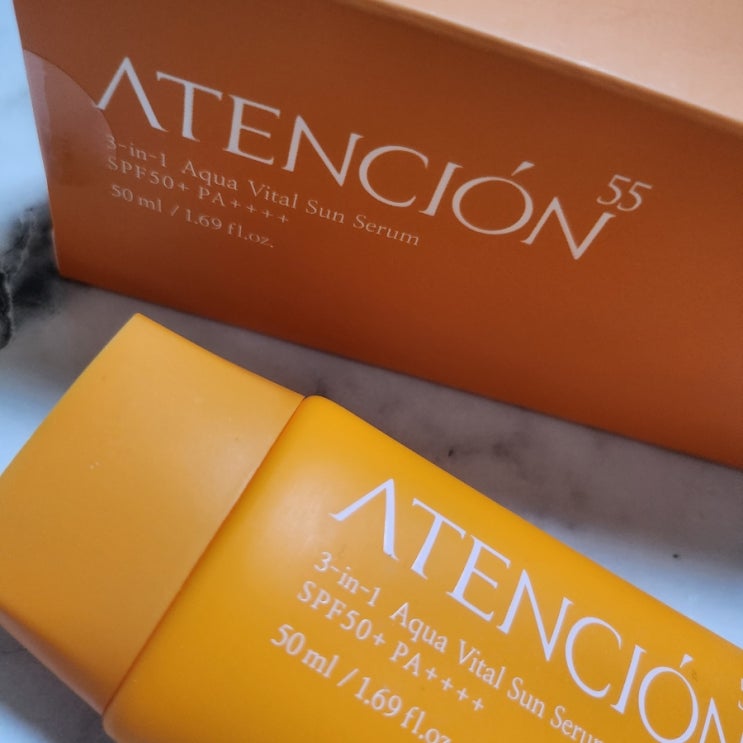 ATENCIÓN 55
3-in-1 Aqua Vital Sun Serum
SPF50+ PA++++
50 ml / 1.69 fl.oz.
ATENCIÓN
3-in-1 Aqua Vital Sun Serum
SPF50+ PA++++
50 ml / 1.69 fl.oz